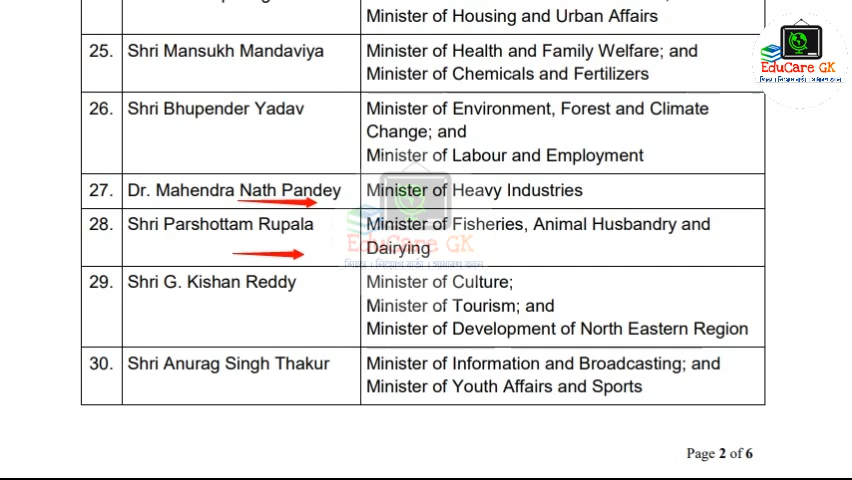 Minister of Housing and Urban Affairs
25. Shri Mansukh Mandaviya Minister of Health and Family Welfare; and
Minister of Chemicals and Fertilizers
26. Shri Bhupender Yadav Minister of Environment, Forest and Climate
Change; and
Minister of Labour and Employment
27. Dr. Mahendra Nath Pandey Minister of Heavy Industries
28. Shri Parshottam Rupala Minister of Fisheries, Animal Husbandry and
Dairying
29. Shri G. Kishan Reddy Minister of Culture;
Minister of Tourism; and
Minister of Development of North Eastern Region
30. Shri Anurag Singh Thakur Minister of Information and Broadcasting; and
Minister of Youth Affairs and Sports
Page 2 of 6
EduCare GK
EduCare GK